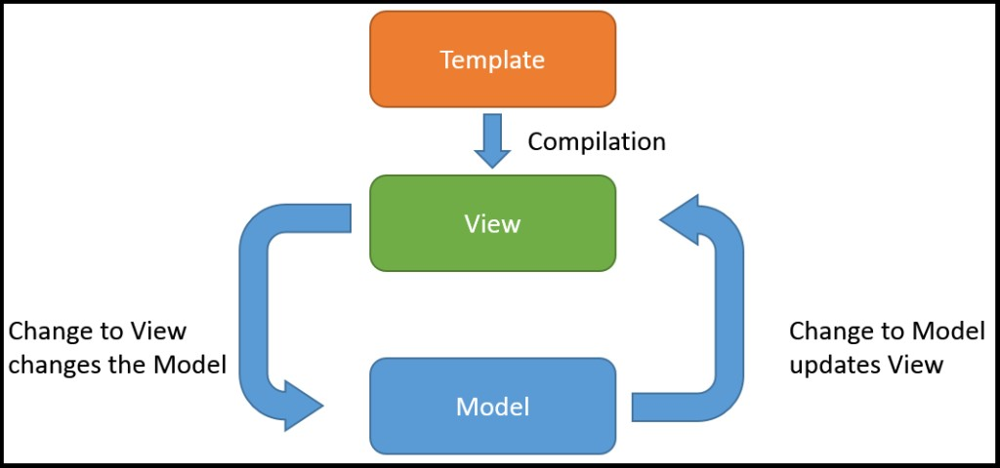 Template
Compilation
View
Change to View
changes the Model
Change to Model
updates View
Model